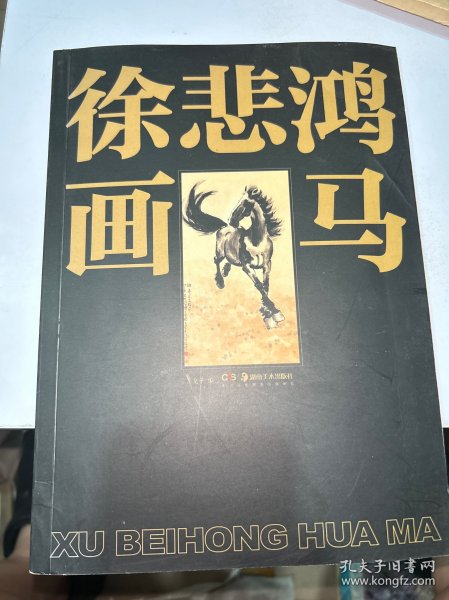 徐悲鸿
画马
CS 湖南美术出版社
XU BEIHONG HUA MA
孔夫子旧书网
www.kongfz.com